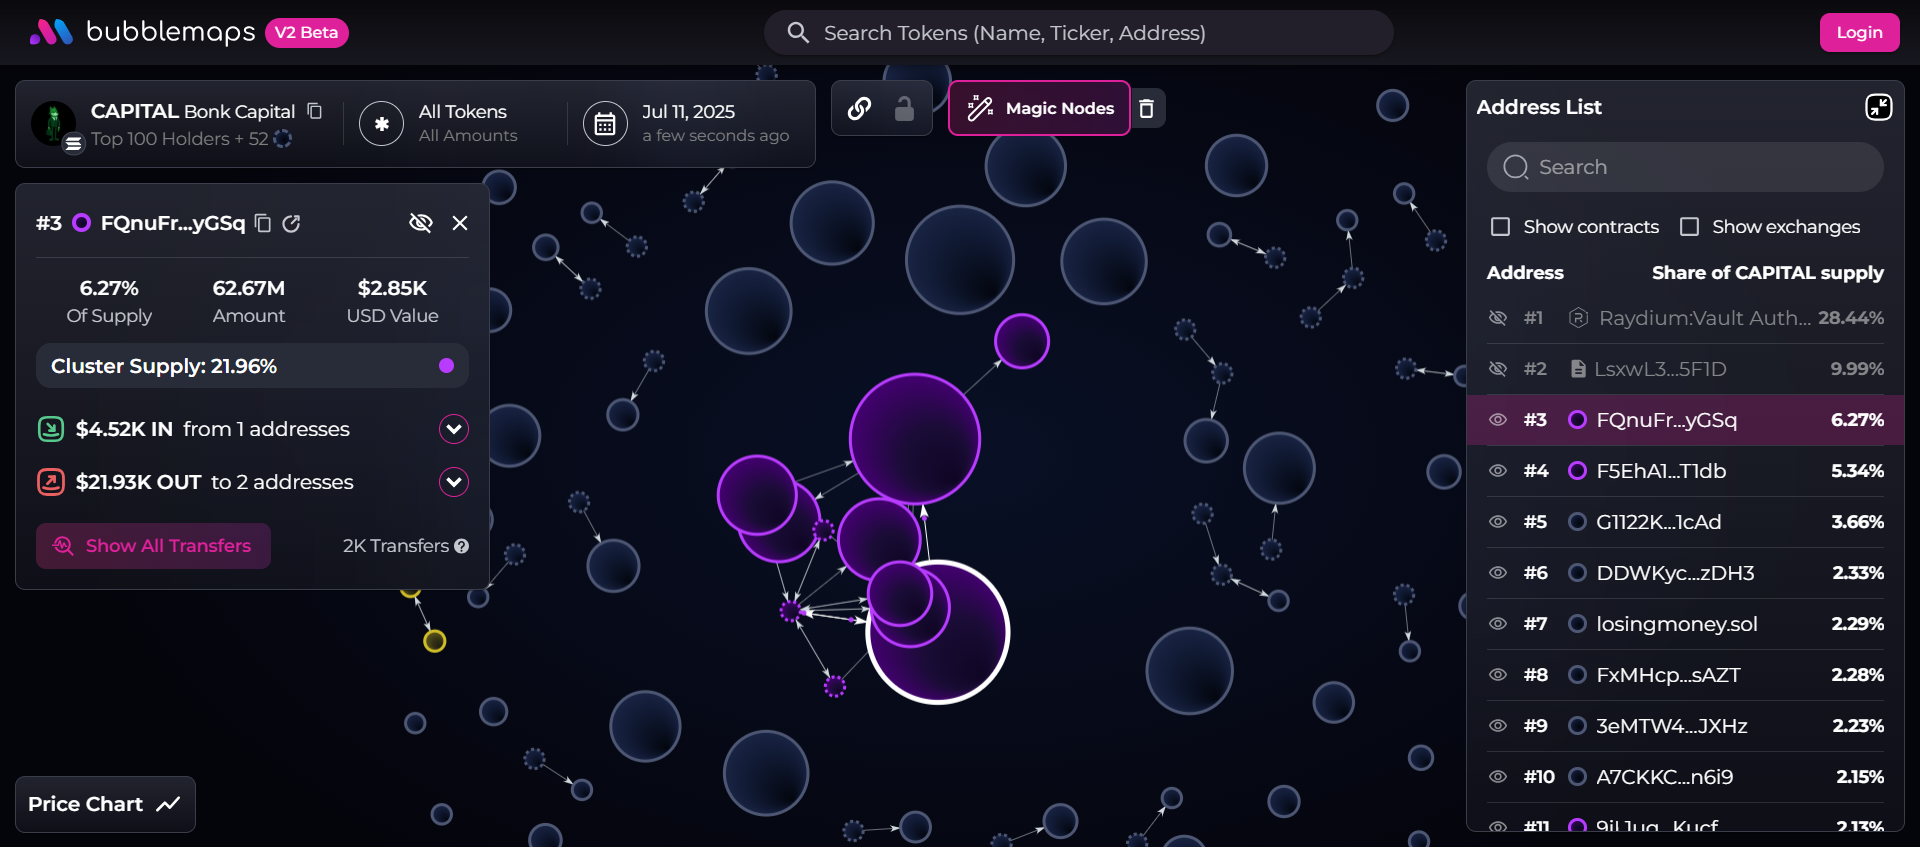 bubblemaps V2 Beta
Search Tokens (Name, Ticker, Address)
Login
CAPITAL Bonk Capital
Top 100 Holders + 52
All Tokens
All Amounts
Jul 11, 2025
a few seconds ago
Magic Nodes
#3 FQnuFr...yGSq
6.27% 62.67M $2.85K
Of Supply Amount USD Value
Cluster Supply: 21.96%
$4.52K IN from 1 addresses
$21.93K OUT to 2 addresses
Show All Transfers 2K Transfers
Price Chart
Address List
Search
Show contracts Show exchanges
Address Share of CAPITAL supply
#1 Raydium:Vault Auth... 28.44%
#2 LsxwL3...5F1D 9.99%
#3 FQnuFr...yGSq 6.27%
#4 F5EhA1...T1db 5.34%
#5 G1122K...1cAd 3.66%
#6 DDWKyc...zDH3 2.33%
#7 losingmoney.sol 2.29%
#8 FxMHcp...sAZT 2.28%
#9 3eMTW4...JXHz 2.23%
#10 A7CKKC...n6i9 2.15%
#11 2.13%